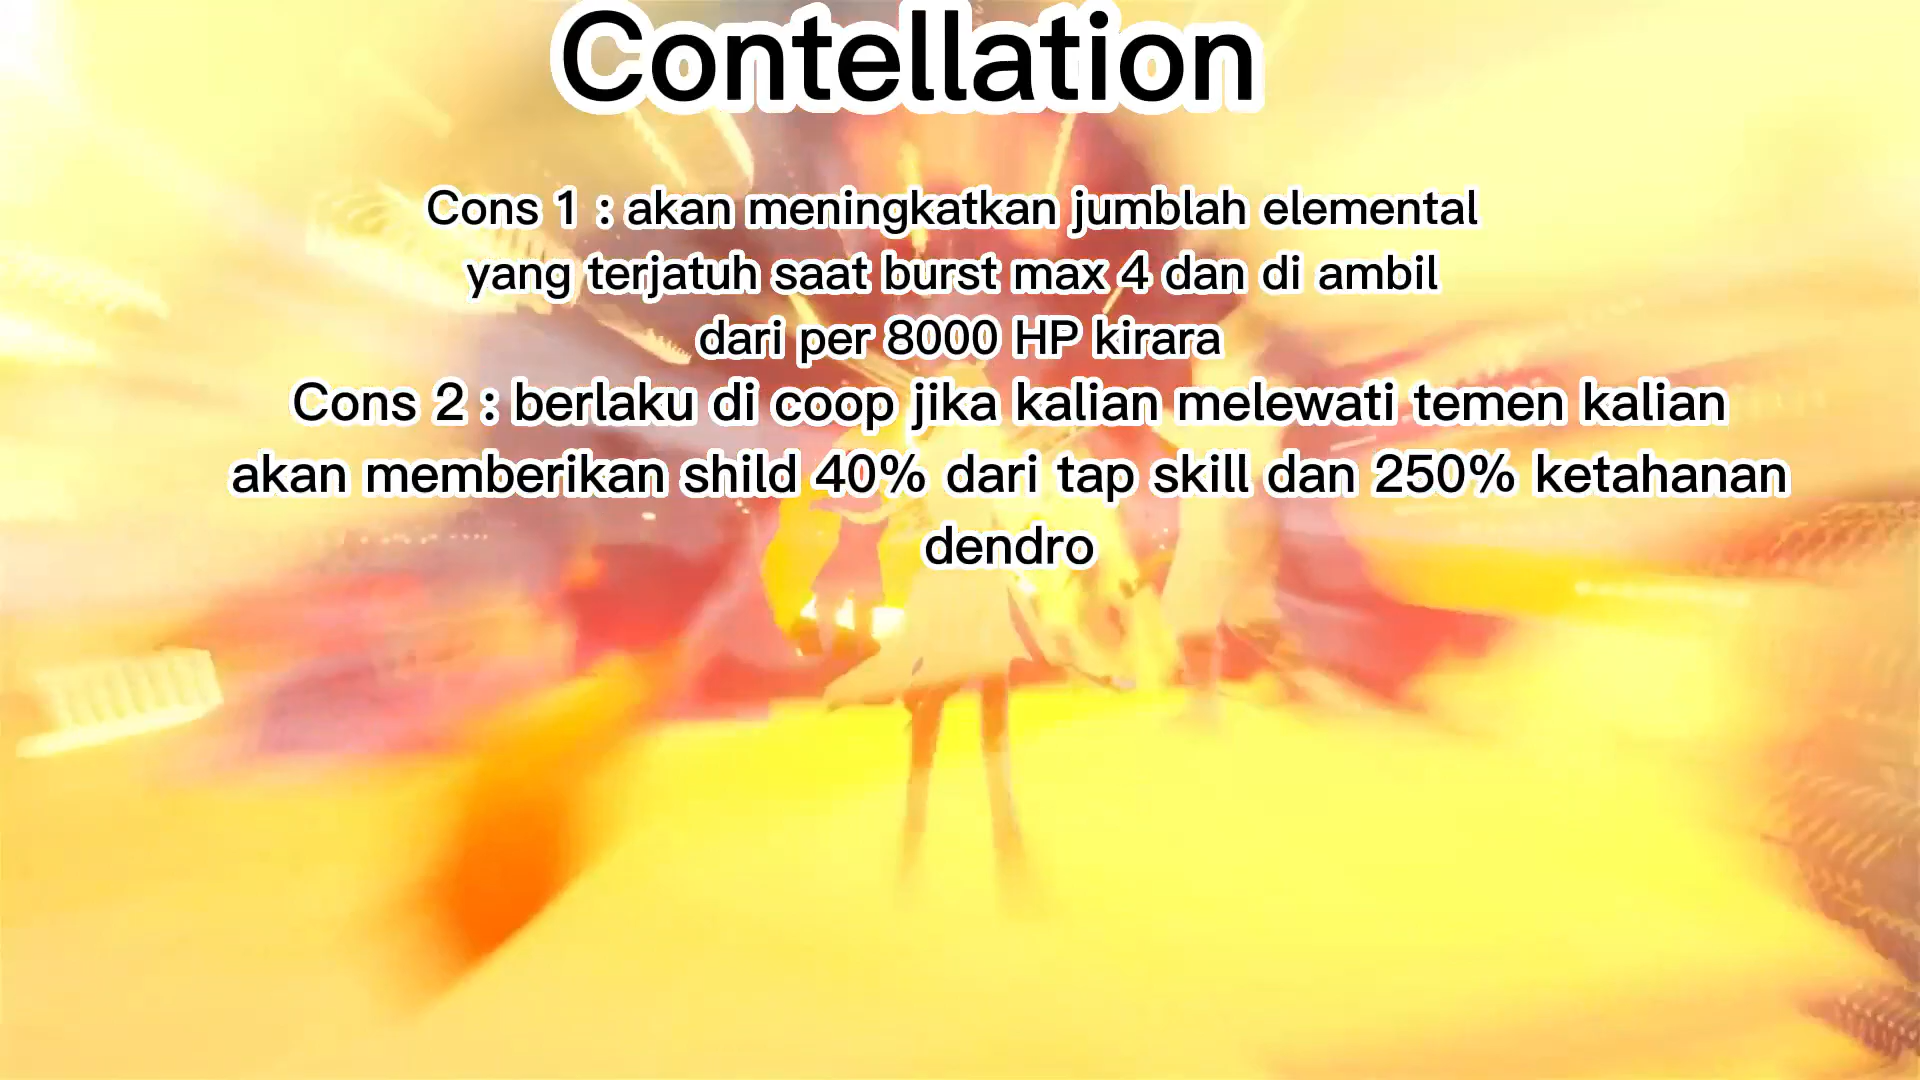 Contellation
Cons 1 : akan meningkatkan jumblah elemental
yang terjatuh saat burst max 4 dan di ambil
dari per 8000 HP kirara
Cons 2 : berlaku di coop jika kalian melewati temen kalian
akan memberikan shild 40% dari tap skill dan 250% ketahanan
dendro